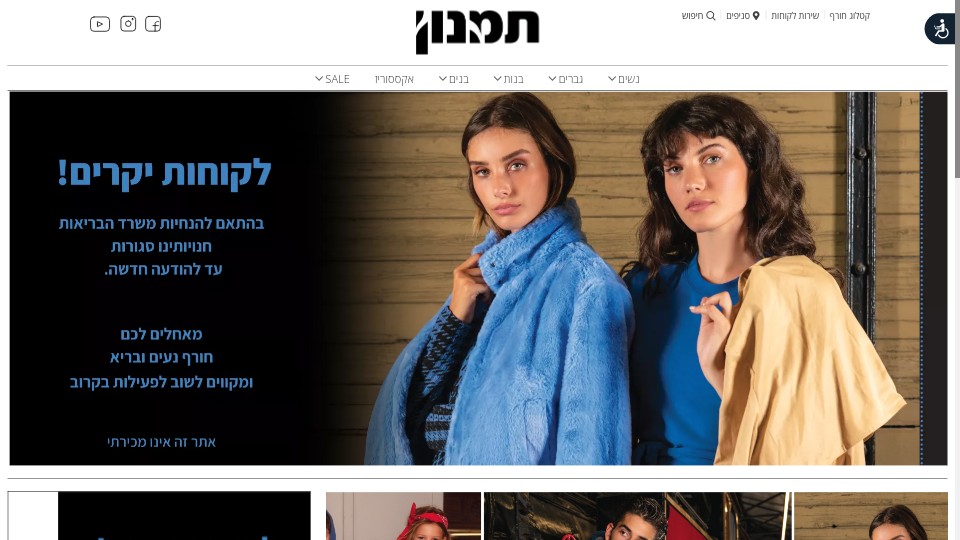 קטלוג חורף
שירות לקוחות
סניפים
חיפוש
תמנון
נשים
גברים
בנות
בנים
אקססוריז
SALE
לקוחות יקרים!
בהתאם להנחיות משרד הבריאות
חנויותינו סגורות
עד להודעה חדשה.
מאחלים לכם
חורף נעים ובריא
ומקווים לשוב לפעילות בקרוב
אתר זה אינו מכירתי